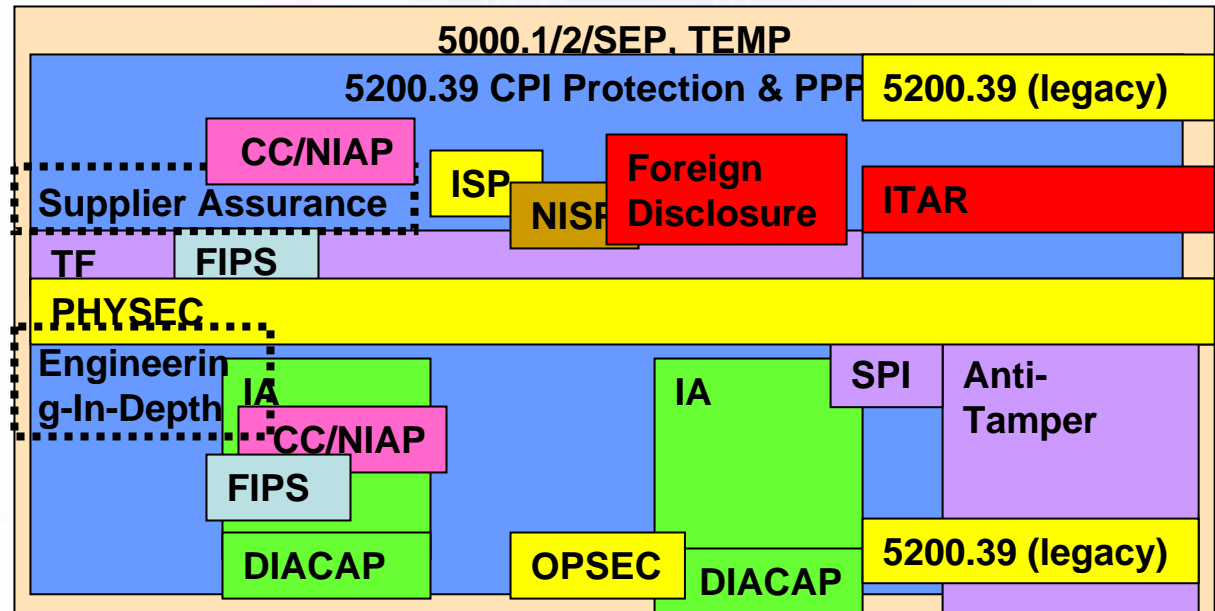 5000.1/2/SEP, TEMP
5200.39 CPI Protection & PPP
5200.39 (legacy)
CC/NIAP
ISP
Foreign
Disclosure
Supplier Assurance
NISP
ITAR
TF
FIPS
PHYSEC
Engineerin
g-In-Depth
IA
IA
SPI
Anti-
Tamper
CC/NIAP
FIPS
5200.39 (legacy)
DIACAP
OPSEC
DIACAP